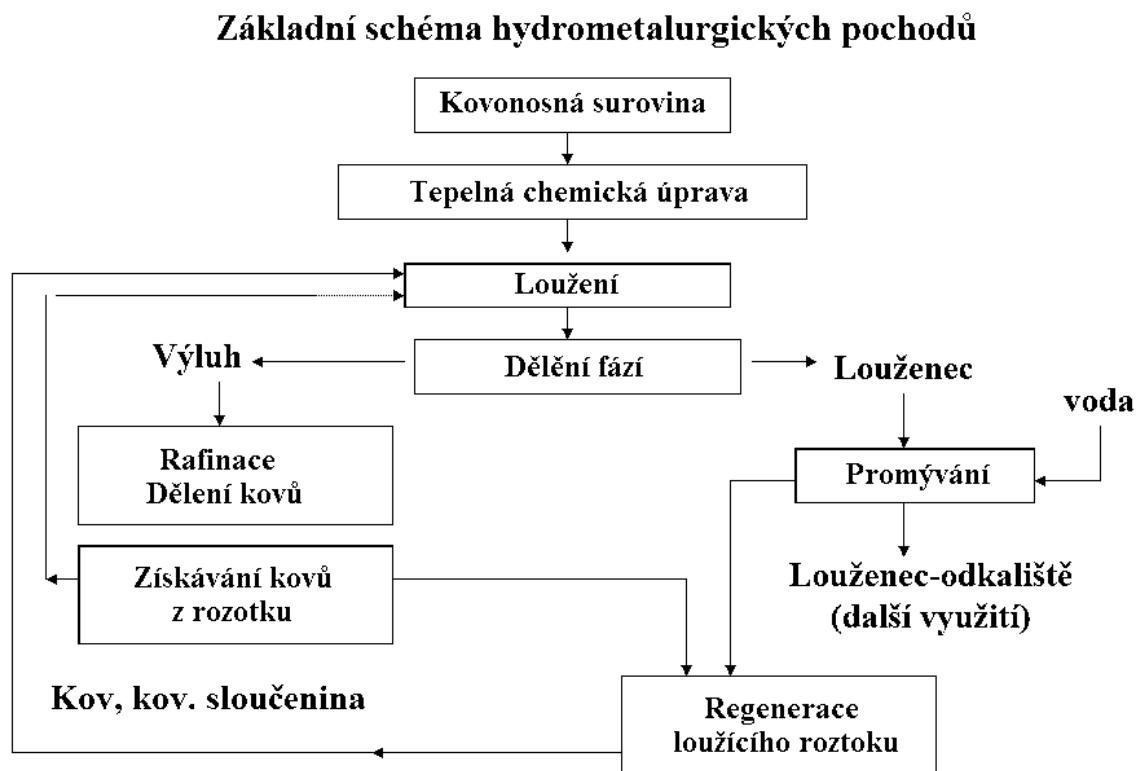 Základní schéma hydrometalurgických pochodů
Kovonosná surovina
Tepelná chemická úprava
Loužení
Dělění fází
Výluh
Louženec
voda
Rafinace
Dělení kovů
Promývání
Získávání kovů
z rozotku
Louženec-odkaliště
(další využití)
Kov, kov. sloučenina
Regenerace
loužícího roztoku